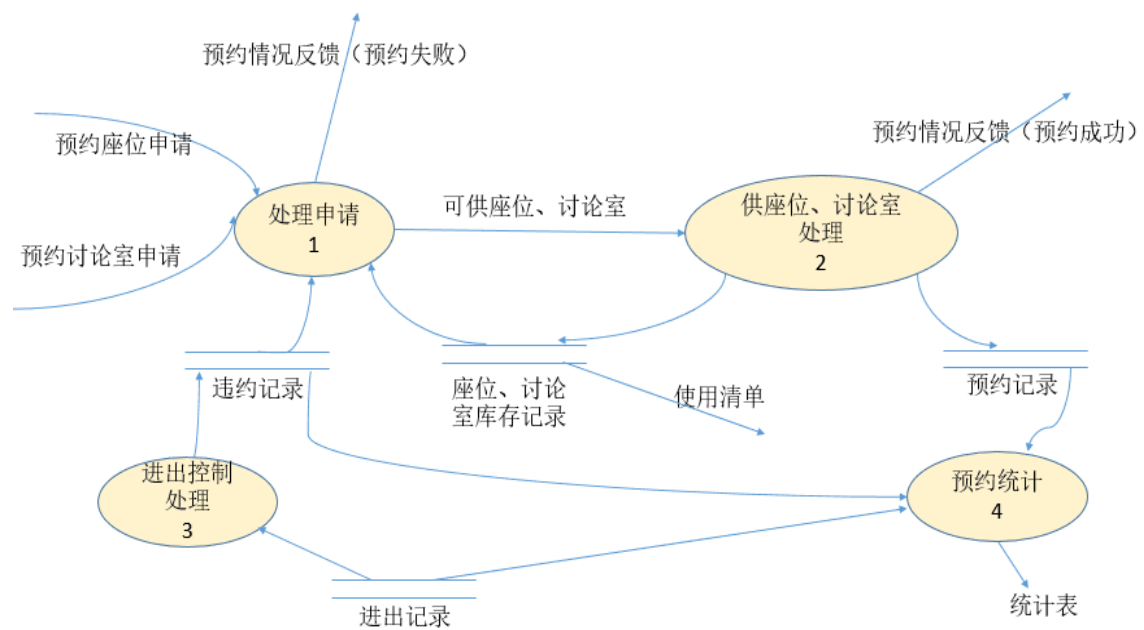 预约情况反馈（预约失败）
预约座位申请
预约情况反馈（预约成功）
处理申请
1
可供座位、讨论室
供座位、讨论室
处理
2
预约讨论室申请
违约记录
座位、讨论
室库存记录
使用清单
预约记录
进出控制
处理
3
预约统计
4
进出记录
统计表